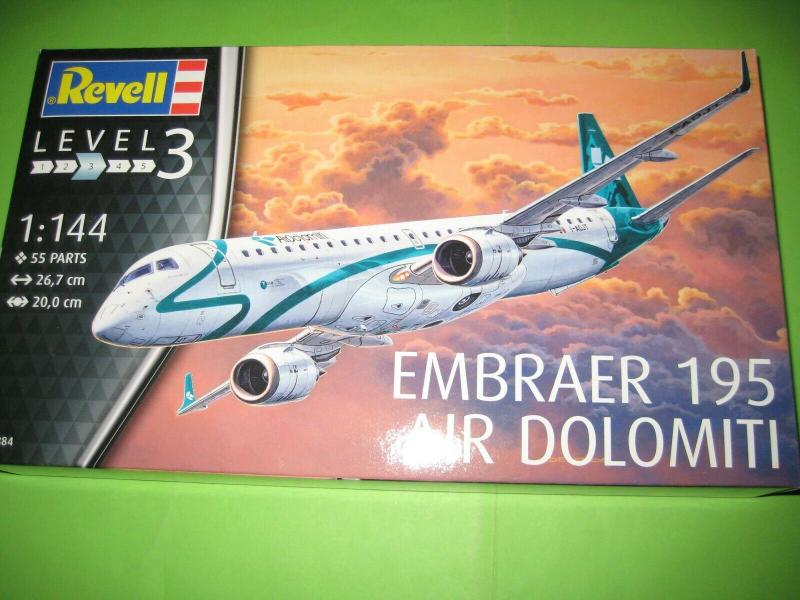 ® Revell
LEVEL 3
1 2 3 4 5
1:144
55 PARTS
26,7 cm
20,0 cm
AirDolomiti
EMBRAER 195
AIR DOLOMITI